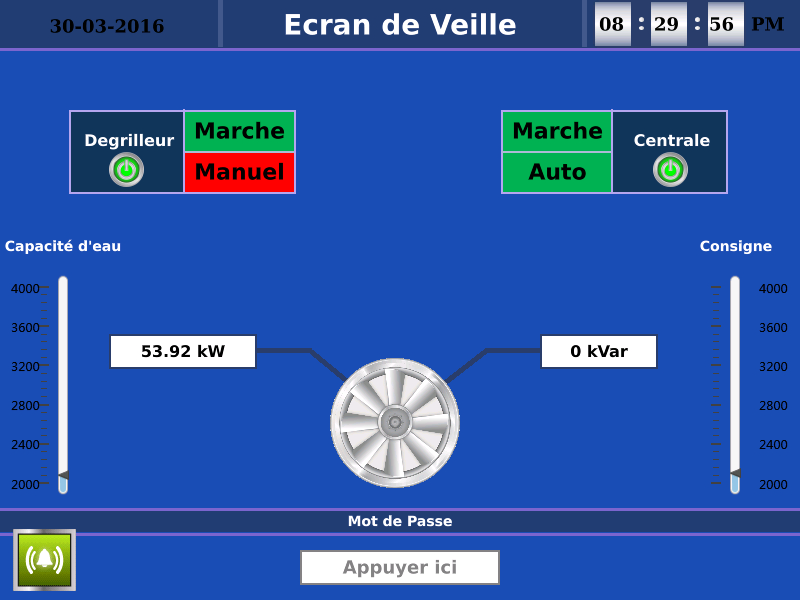 30-03-2016
Ecran de Veille
08 : 29 : 56 PM
Degrilleur
Marche
Manuel
Marche
Auto
Centrale
Capacité d'eau
4000
3600
3200
2800
2400
2000
53.92 kW
0 kVar
Consigne
4000
3600
3200
2800
2400
2000
Mot de Passe
Appuyer ici